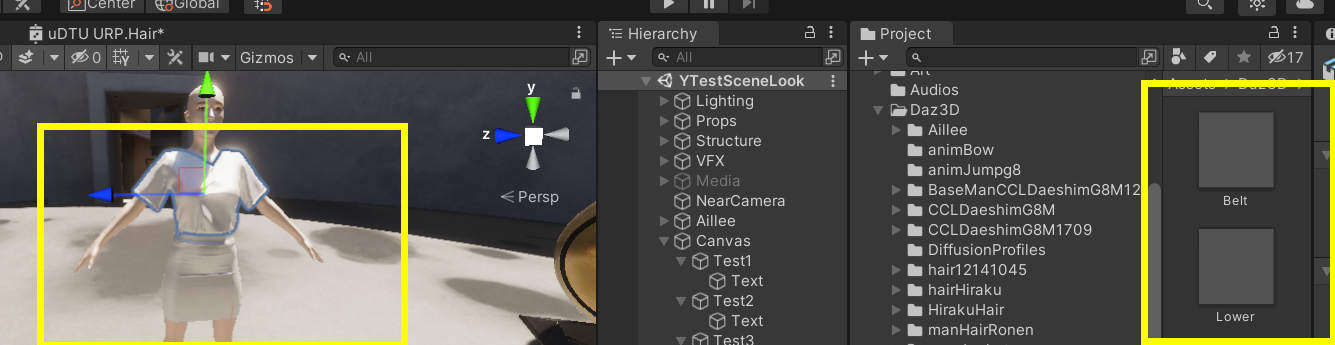 Center
Global
uDTU URP.Hair*
Hierarchy
Project
0
Gizmos
All
All
17
y
z
Persp
YTestSceneLook
Lighting
Props
Structure
VFX
Media
NearCamera
Aillee
Canvas
Test1
Text
Test2
Text
Test3
Art
Audios
Daz3D
Aillee
animBow
animJumpg8
BaseManCCLDaeshimG8M12
CCLDaeshimG8M
CCLDaeshimG8M1709
DiffusionProfiles
hair12141045
hairHiraku
HirakuHair
manHairRonen
Assets > Daz3D >
Belt
Lower